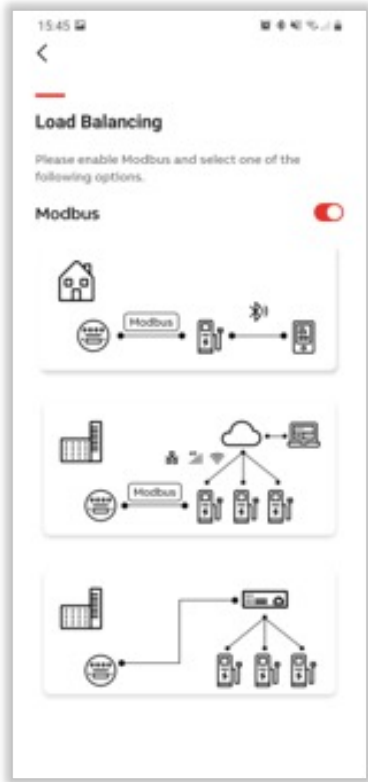 15:45
Load Balancing
Please enable Modbus and select one of the
following options.
Modbus
Modbus
Modbus